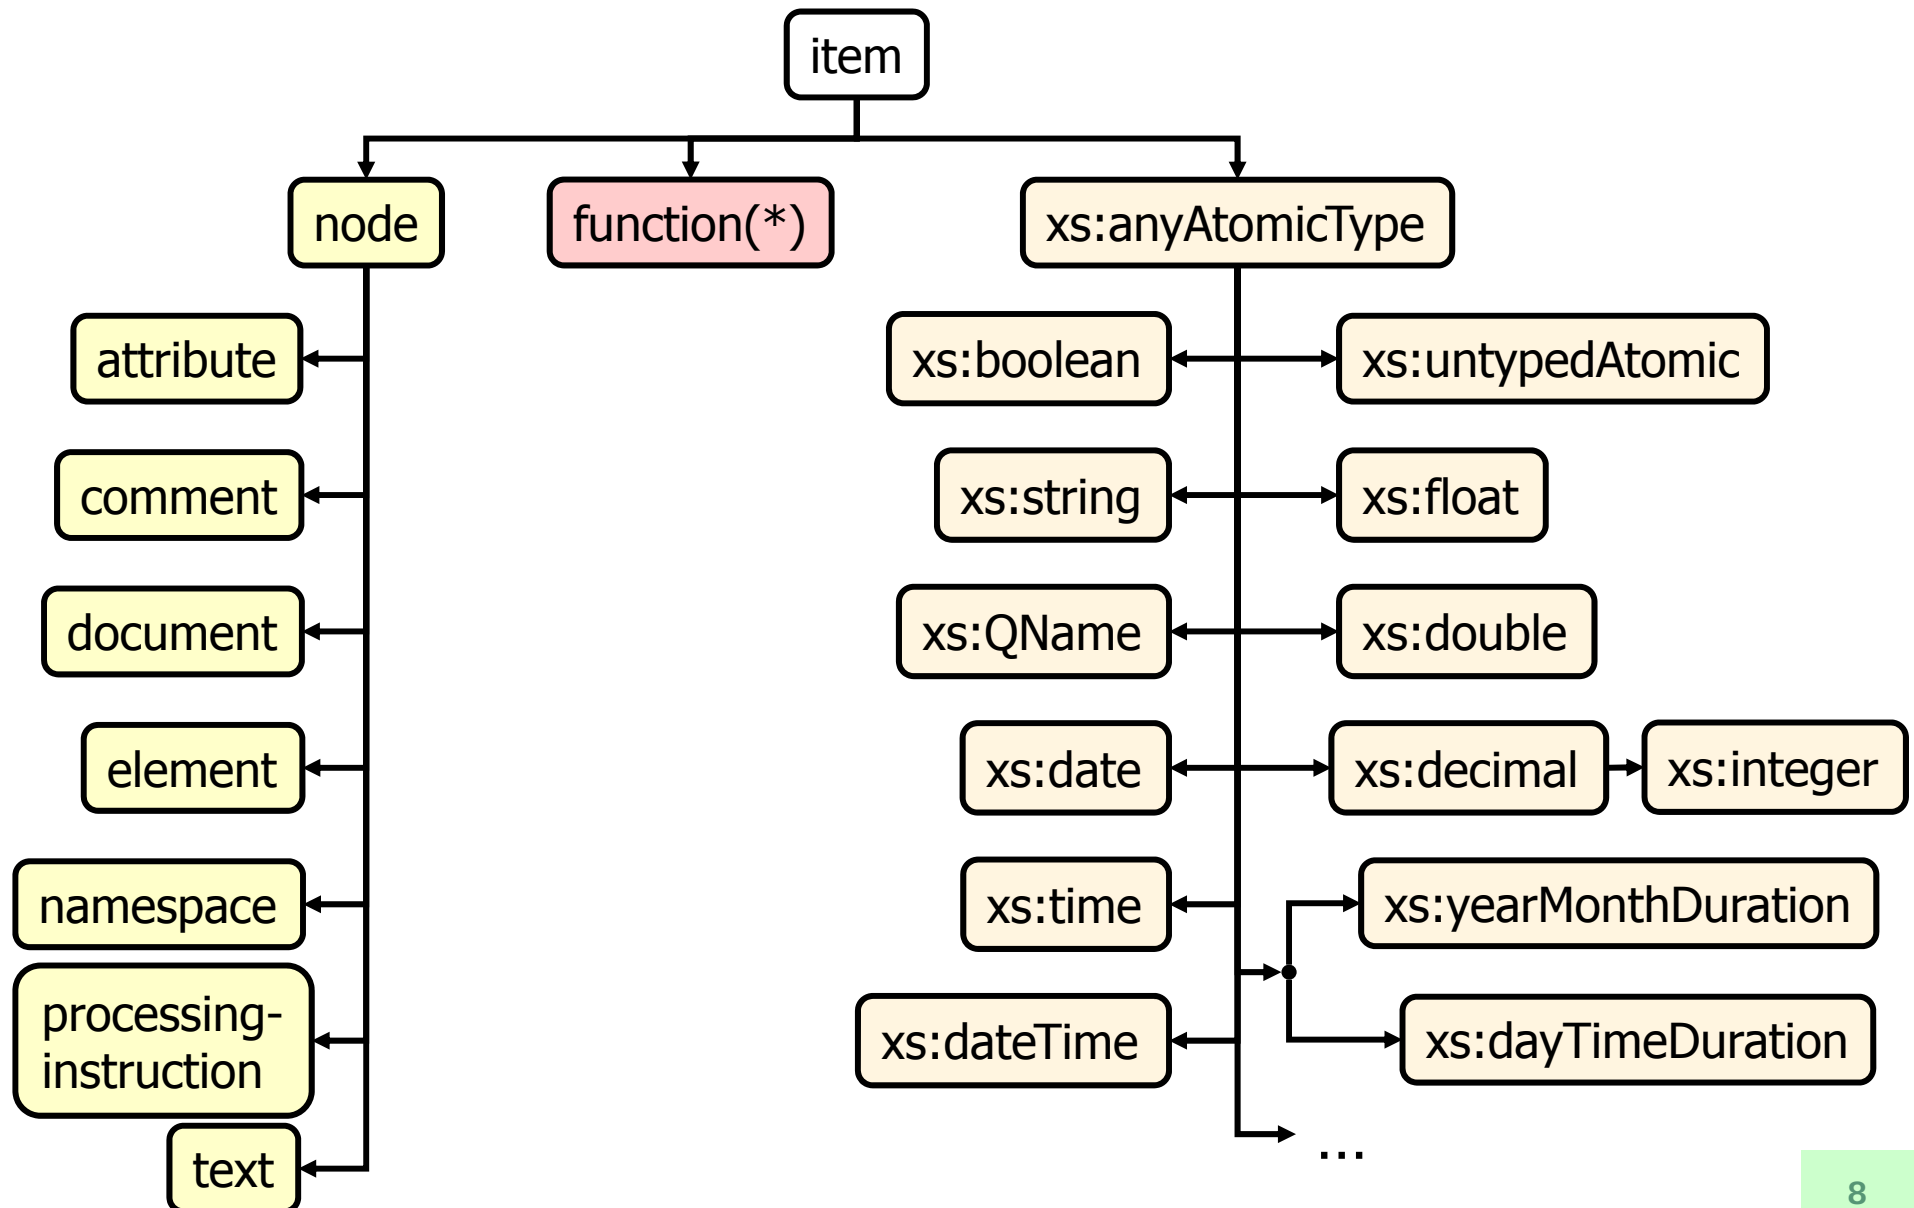 item
node
function(*)
xs:anyAtomicType
attribute
xs:boolean
xs:untypedAtomic
comment
xs:string
xs:float
document
xs:QName
xs:double
element
xs:date
xs:decimal
xs:integer
namespace
xs:time
xs:yearMonthDuration
processing-
instruction
xs:dateTime
xs:dayTimeDuration
text
...
8